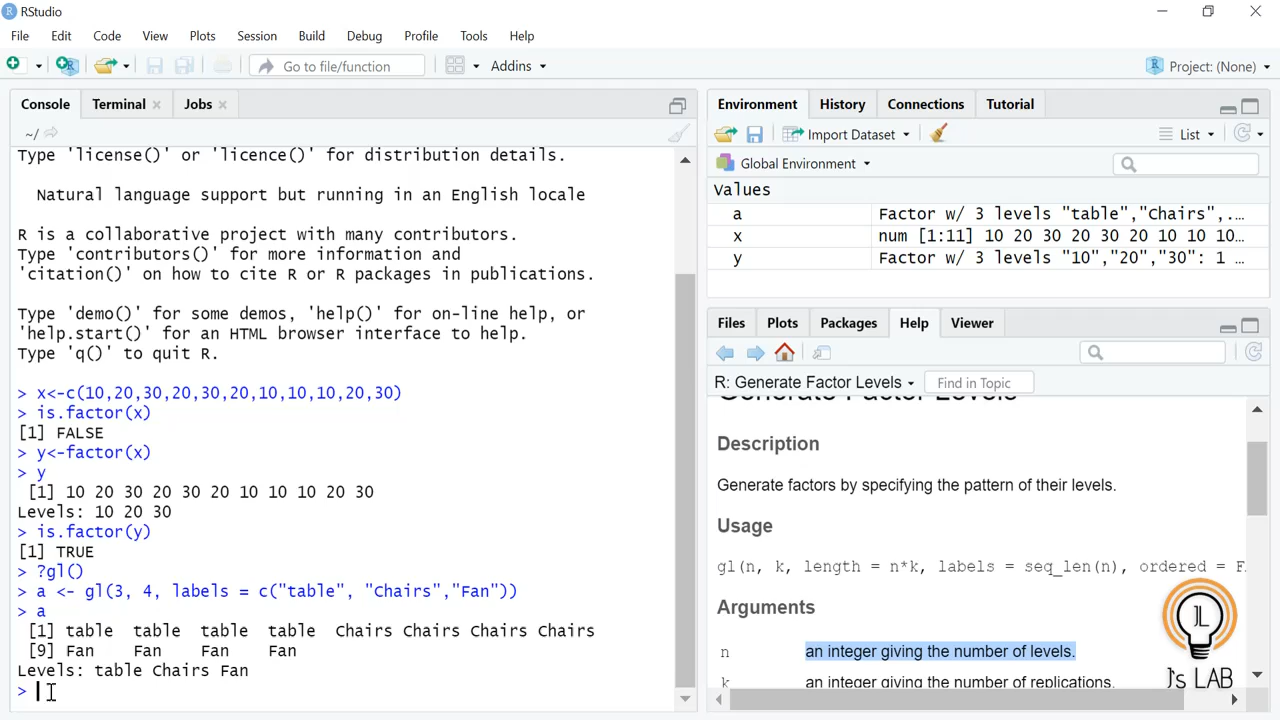 RStudio
File Edit Code View Plots Session Build Debug Profile Tools Help
Go to file/function Addins Project: (None)
Console Terminal Jobs
~/
Type 'license()' or 'licence()' for distribution details.
Natural language support but running in an English locale
R is a collaborative project with many contributors.
Type 'contributors()' for more information and
'citation()' on how to cite R or R packages in publications.
Type 'demo()' for some demos, 'help()' for on-line help, or
'help.start()' for an HTML browser interface to help.
Type 'q()' to quit R.
> x<-c(10,20,30,20,30,20,10,10,10,20,30)
> is.factor(x)
[1] FALSE
> y<-factor(x)
> y
[1] 10 20 30 20 30 20 10 10 10 20 30
Levels: 10 20 30
> is.factor(y)
[1] TRUE
> ?gl()
> a <- gl(3, 4, labels = c("table", "Chairs","Fan"))
> a
[1] table table table table Chairs Chairs Chairs Chairs
[9] Fan Fan Fan Fan
Levels: table Chairs Fan
>
Environment History Connections Tutorial
Import Dataset List
Global Environment
Values
a Factor w/ 3 levels "table","Chairs",.…
x num [1:11] 10 20 30 20 30 20 10 10 10…
y Factor w/ 3 levels "10","20","30": 1 …
Files Plots Packages Help Viewer
R: Generate Factor Levels Find in Topic
Generate Factor Levels
Description
Generate factors by specifying the pattern of their levels.
Usage
gl(n, k, length = n*k, labels = seq_len(n), ordered = F
Arguments
n an integer giving the number of levels.
k an integer giving the number of replications.
J's LAB